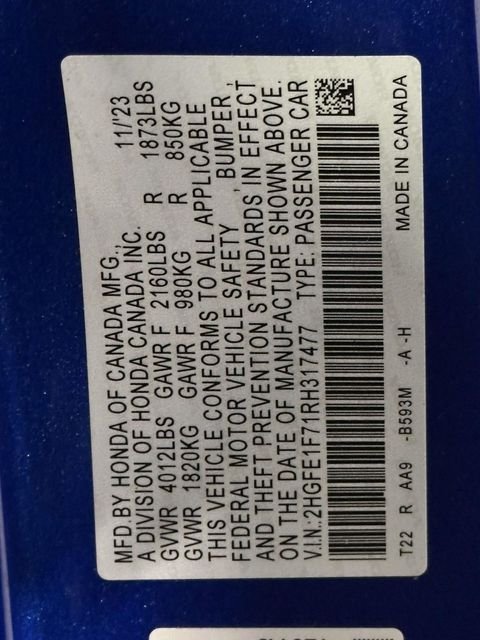 MFD.BY HONDA OF CANADA MFG., 11/'23
A DIVISION OF HONDA CANADA INC.
GVWR 4012LBS GAWR F 2160LBS R 1873LBS
GVWR 1820KG GAWR F 980KG R 850KG
THIS VEHICLE CONFORMS TO ALL APPLICABLE
FEDERAL MOTOR VEHICLE SAFETY, BUMPER,
AND THEFT PREVENTION STANDARDS IN EFFECT
ON THE DATE OF MANUFACTURE SHOWN ABOVE.
V.I.N.:2HGFE1F71RH317477 TYPE: PASSENGER CAR
T22 R AA9 -B593M -A -H MADE IN CANADA